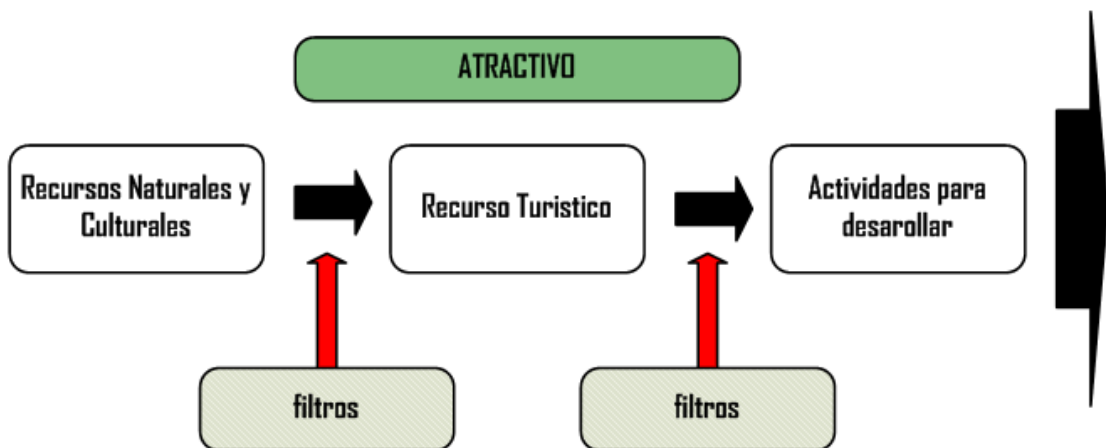 ATRACTIVO
Recursos Naturales y
Culturales
Recurso Turistico
Actividades para
desarollar
filtros
filtros